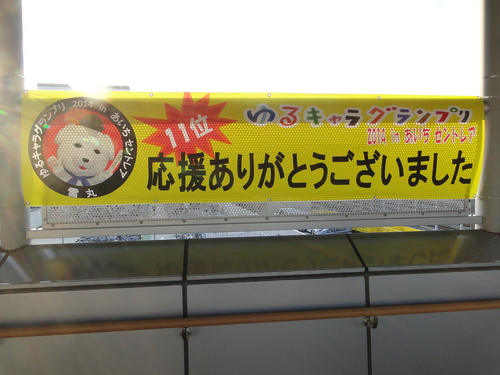 ゆるキャラグランプリ 2014 in あいち セントレア
雪丸
11位
ゆるキャラグランプリ
2014 in あいち セントレア
応援ありがとうございました